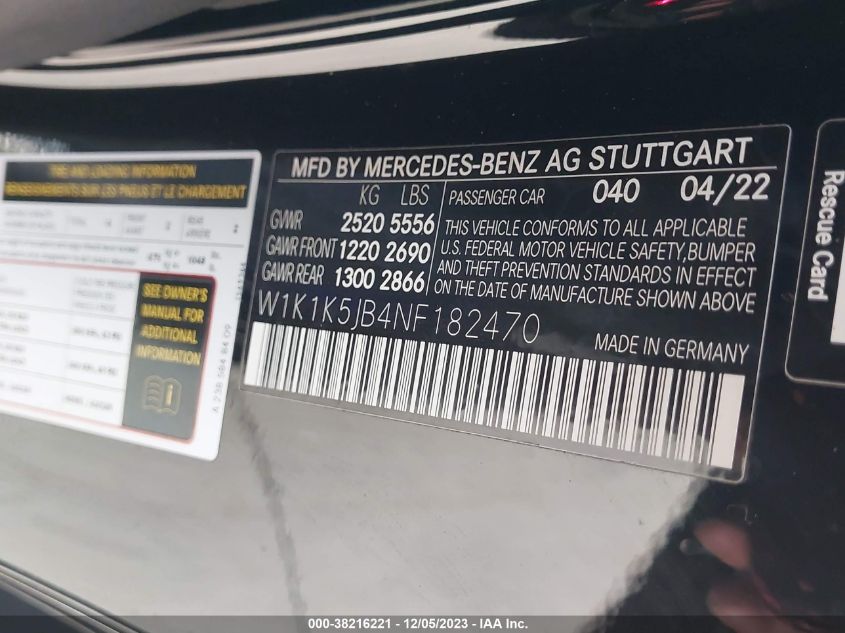 TIRE AND LOADING INFORMATION
RENSEIGNEMENTS SUR LES PNEUS ET LE CHARGEMENT
SEE OWNER'S
MANUAL FOR
ADDITIONAL
INFORMATION
A 238 584 84 09
MFD BY MERCEDES-BENZ AG STUTTGART
KG LBS
GVWR 2520 5556
GAWR FRONT 1220 2690
GAWR REAR 1300 2866
PASSENGER CAR 040 04/22
THIS VEHICLE CONFORMS TO ALL APPLICABLE
U.S. FEDERAL MOTOR VEHICLE SAFETY,BUMPER
AND THEFT PREVENTION STANDARDS IN EFFECT
ON THE DATE OF MANUFACTURE SHOWN ABOVE
W1K1K5JB4NF182470
MADE IN GERMANY
Rescue Card
000-38216221 - 12/05/2023 - IAA Inc.